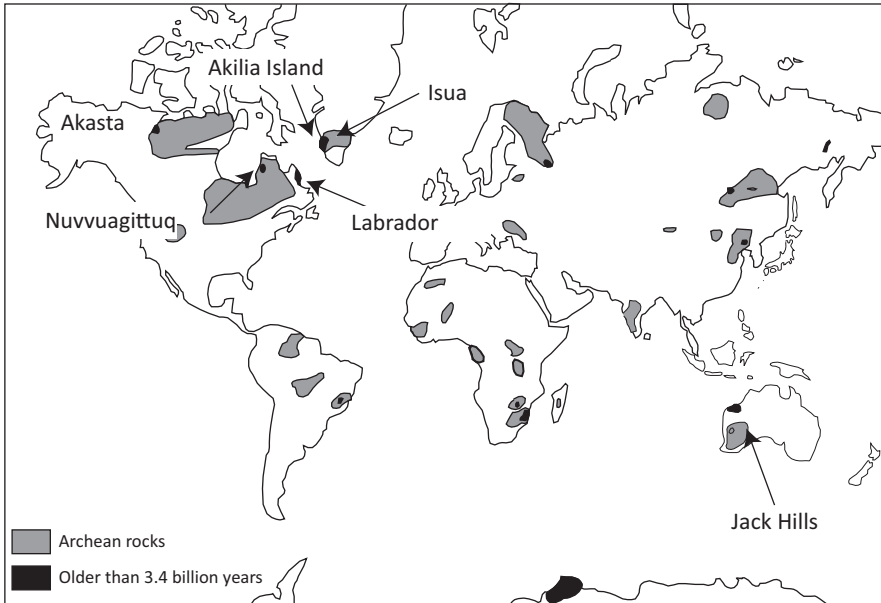 Akilia Island
Isua
Akasta
Nuvvuagittuq
Labrador
Jack Hills
Archean rocks
Older than 3.4 billion years